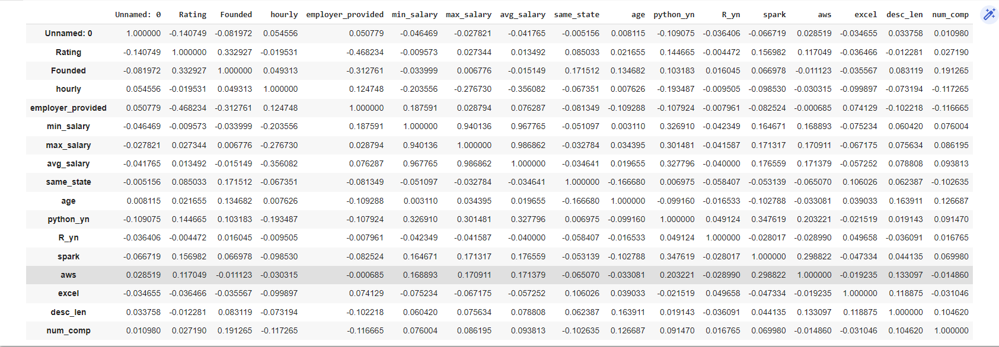 Unnamed: 0 Rating Founded hourly employer_provided min_salary max_salary avg_salary same_state age python_yn R_yn spark aws excel desc_len num_comp
Unnamed: 0 1.000000 -0.140749 -0.081972 0.054556 0.050779 -0.046469 -0.027821 -0.041765 -0.005156 0.008115 -0.109075 -0.036406 -0.066719 0.028519 -0.034655 0.033758 0.010980
Rating -0.140749 1.000000 0.332927 -0.019531 -0.468234 -0.009573 0.027344 0.013492 0.085033 0.021655 0.144665 -0.004472 0.156982 0.117049 -0.036466 -0.012281 0.027190
Founded -0.081972 0.332927 1.000000 0.049313 -0.312761 -0.033999 0.006776 -0.015149 0.171512 0.134682 0.103183 0.016045 0.066978 -0.011123 -0.035567 0.083119 0.191265
hourly 0.054556 -0.019531 0.049313 1.000000 0.124748 -0.203556 -0.276730 -0.356082 -0.067351 0.007626 -0.193487 -0.009505 -0.098530 -0.030315 -0.099897 -0.073194 -0.117265
employer_provided 0.050779 -0.468234 -0.312761 0.124748 1.000000 0.187591 0.028794 0.076287 -0.081349 -0.109288 -0.107924 -0.007961 -0.082524 -0.000685 0.074129 -0.102218 -0.116665
min_salary -0.046469 -0.009573 -0.033999 -0.203556 0.187591 1.000000 0.940136 0.967765 -0.051097 0.003110 0.326910 -0.042349 0.164671 0.168893 -0.075234 0.060420 0.076004
max_salary -0.027821 0.027344 0.006776 -0.276730 0.028794 0.940136 1.000000 0.986862 -0.032784 0.034395 0.301481 -0.041587 0.171317 0.170911 -0.067175 0.075634 0.086195
avg_salary -0.041765 0.013492 -0.015149 -0.356082 0.076287 0.967765 0.986862 1.000000 -0.034641 0.019655 0.327796 -0.040000 0.176559 0.171379 -0.057252 0.078808 0.093813
same_state -0.005156 0.085033 0.171512 -0.067351 -0.081349 -0.051097 -0.032784 -0.034641 1.000000 -0.166680 0.006975 -0.058407 -0.053139 -0.065070 0.106026 0.062387 -0.102635
age 0.008115 0.021655 0.134682 0.007626 -0.109288 0.003110 0.034395 0.019655 -0.166680 1.000000 -0.099160 -0.016533 -0.102788 -0.033081 0.039033 0.163911 0.126687
python_yn -0.109075 0.144665 0.103183 -0.193487 -0.107924 0.326910 0.301481 0.327796 0.006975 -0.099160 1.000000 0.049124 0.347619 0.203221 -0.021519 0.019143 0.091470
R_yn -0.036406 -0.004472 0.016045 -0.009505 -0.007961 -0.042349 -0.041587 -0.040000 -0.058407 -0.016533 0.049124 1.000000 -0.028017 -0.028990 0.049658 -0.036091 0.016765
spark -0.066719 0.156982 0.066978 -0.098530 -0.082524 0.164671 0.171317 0.176559 -0.053139 -0.102788 0.347619 -0.028017 1.000000 0.298822 -0.047334 0.044135 0.069980
aws 0.028519 0.117049 -0.011123 -0.030315 -0.000685 0.168893 0.170911 0.171379 -0.065070 -0.033081 0.203221 -0.028990 0.298822 1.000000 -0.019235 0.133097 -0.014860
excel -0.034655 -0.036466 -0.035567 -0.099897 0.074129 -0.075234 -0.067175 -0.057252 0.106026 0.039033 -0.021519 0.049658 -0.047334 -0.019235 1.000000 0.118875 -0.031046
desc_len 0.033758 -0.012281 0.083119 -0.073194 -0.102218 0.060420 0.075634 0.078808 0.062387 0.163911 0.019143 -0.036091 0.044135 0.133097 0.118875 1.000000 0.104620
num_comp 0.010980 0.027190 0.191265 -0.117265 -0.116665 0.076004 0.086195 0.093813 -0.102635 0.126687 0.091470 0.016765 0.069980 -0.014860 -0.031046 0.104620 1.000000